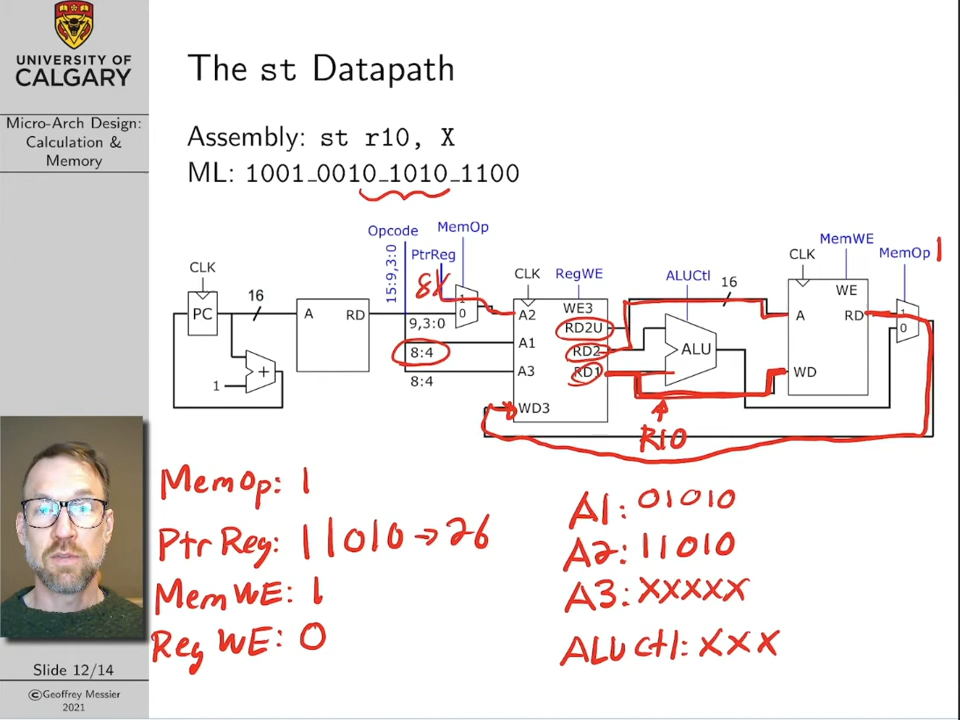 UNIVERSITY OF
CALGARY
Micro-Arch Design:
Calculation &
Memory
The st Datapath
Assembly: st r10, X
ML: 1001_0010_1010_1100
Opcode
MemOp
PtrReg
15:9,3:0
CLK
PC
16
A
RD
1
+
9,3:0
8:4
8:4
1
0
CLK
RegWE
WE3
A2
A1
A3
WD3
RD2U
RD2
RD1
ALUCtl
ALU
16
CLK
MemWE
WE
A
RD
WD
MemOp
1
1
0
R10
MemOp: 1
Ptr Reg: 11010 → 26
MemWE: 1
Reg WE: 0
A1: 01010
A2: 11010
A3: XXXXX
ALU Ctl: XXX
Slide 12/14
©Geoffrey Messier
2021